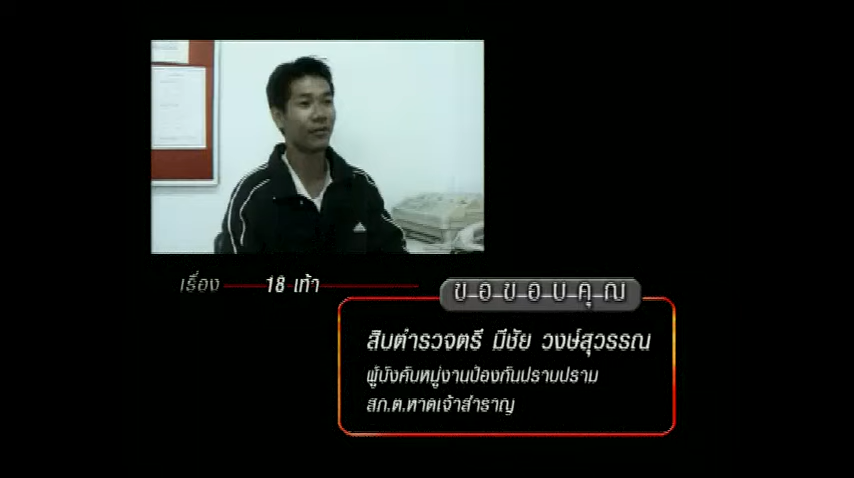 เรื่อง 18 เท้า
ขอขอบคุณ
สิบตำรวจตรี มีชัย วงษ์สุวรรณ
ผู้บังคับหมู่งานป้องกันปราบปราม
สภ.ต.หาดเจ้าสำราญ